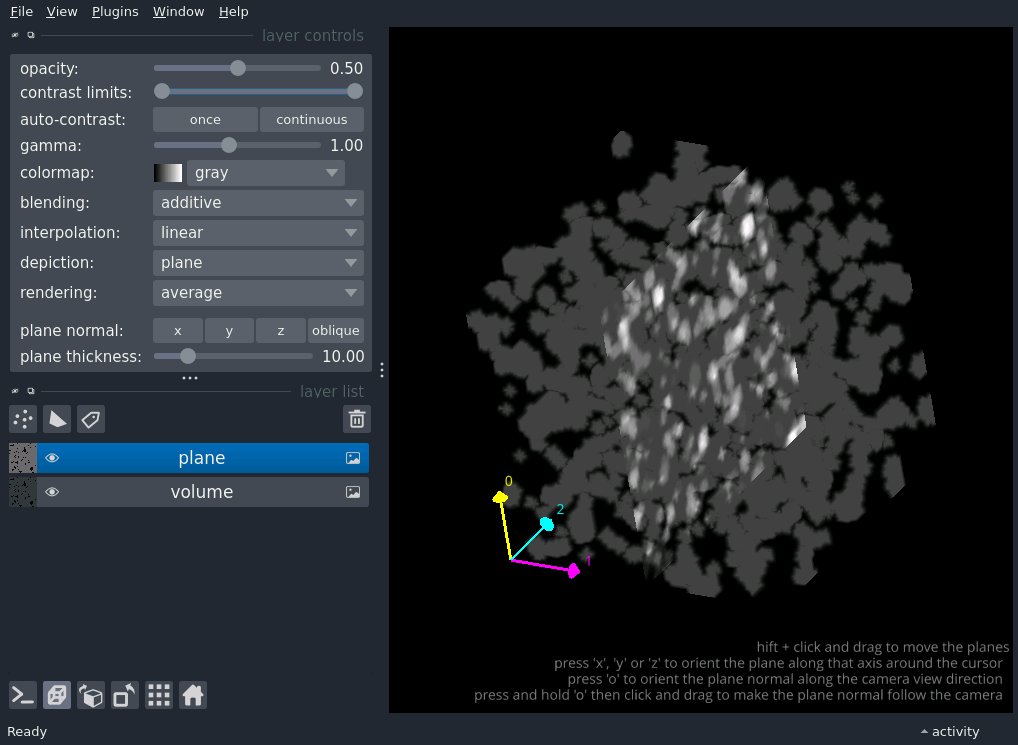 File View Plugins Window Help
layer controls
opacity: 0.50
contrast limits:
auto-contrast: once continuous
gamma: 1.00
colormap: gray
blending: additive
interpolation: linear
depiction: plane
rendering: average
plane normal: x y z oblique
plane thickness: 10.00
layer list
plane
volume
0
2
1
hift + click and drag to move the planes
press 'x', 'y' or 'z' to orient the plane along that axis around the cursor
press 'o' to orient the plane normal along the camera view direction
press and hold 'o' then click and drag to make the plane normal follow the camera
Ready activity